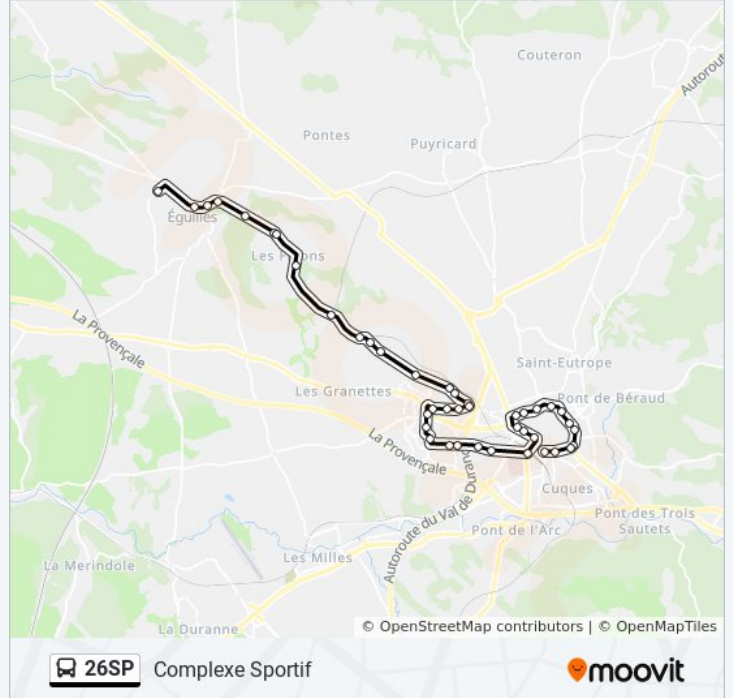 Couteron
Autorout
Pontes
Puyricard
Éguilles
Les F
ons
La Provençale
Saint-Eutrope
Les Granettes
Pont de Béraud
La Provençale
Cuques
Autoroute du Val de Duranc
Pont des Trois
Sautets
Pont de l'Arc
Les Milles
La Merindole
La Duranne
© OpenStreetMap contributors | © OpenMapTiles
26SP Complexe Sportif
moovit